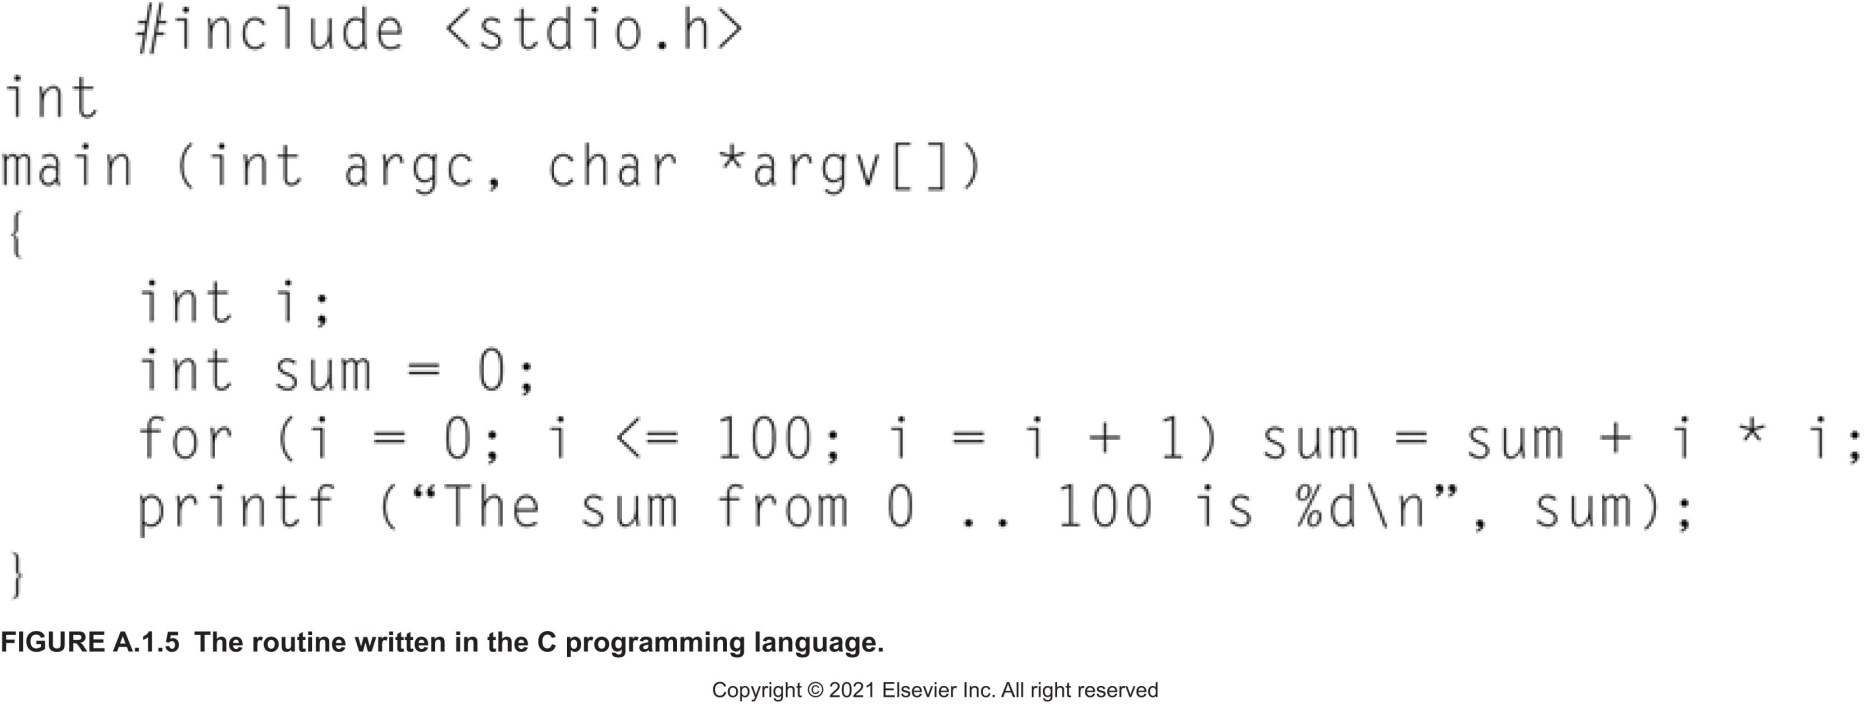 #include <stdio.h>
int
main (int argc, char *argv[])
{
int i;
int sum = 0;
for (i = 0; i <= 100; i = i + 1) sum = sum + i * i;
printf (“The sum from 0 .. 100 is %d\n”, sum);
}
FIGURE A.1.5 The routine written in the C programming language.
Copyright © 2021 Elsevier Inc. All right reserved